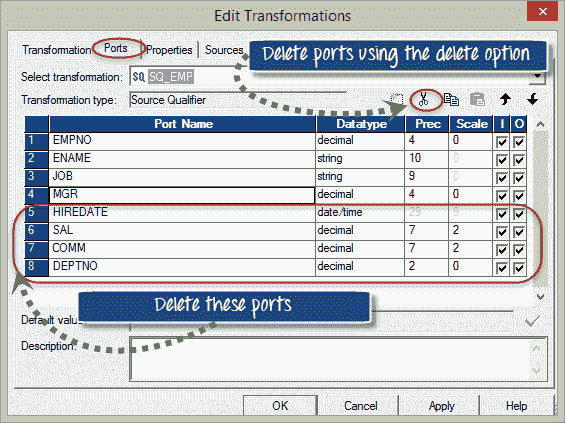 Edit Transformations
Transformation Ports Properties Sources
Delete ports using the delete option
Select transformation: SQ SQ_EMP
Transformation type: Source Qualifier
Port Name Datatype Prec Scale I O
1 EMPNO decimal 4 0
2 ENAME string 10 0
3 JOB string 9 0
4 MGR decimal 4 0
5 HIREDATE date/time 29 9
6 SAL decimal 7 2
7 COMM decimal 7 2
8 DEPTNO decimal 2 0
Delete these ports
Default value
Description:
OK Cancel Apply Help